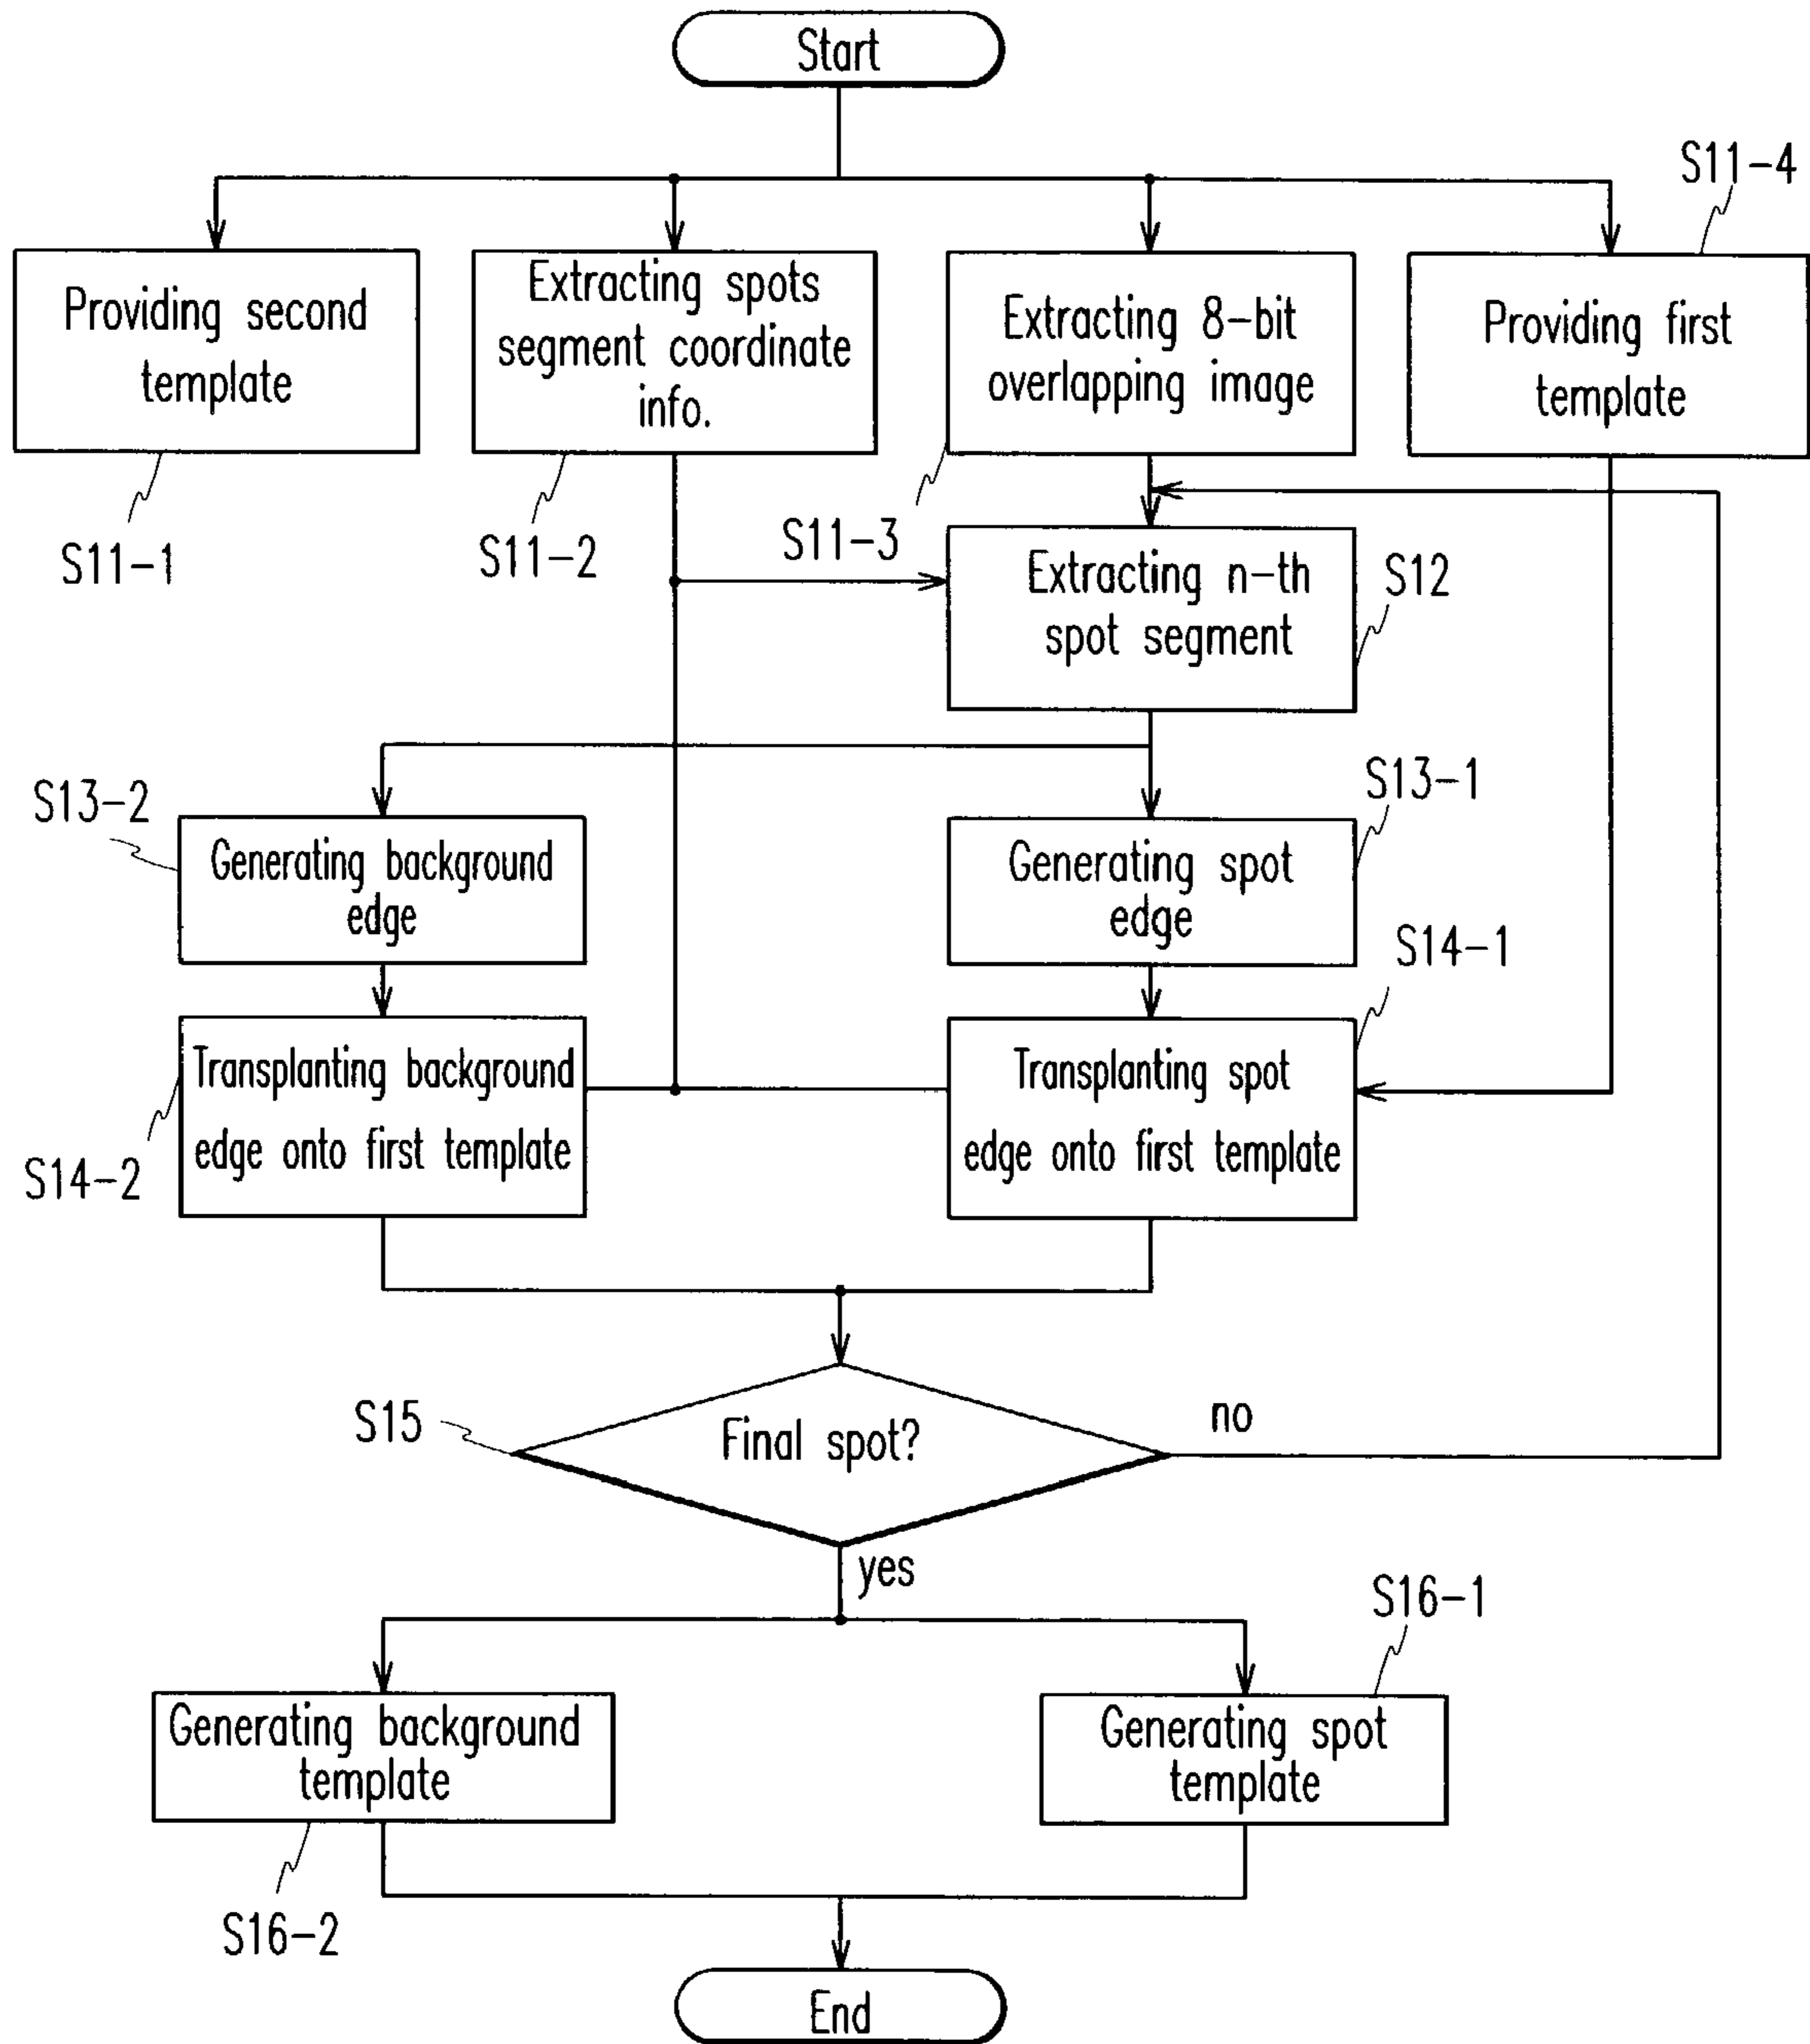 Start
S11-4
Providing second
template
Extracting spots
segment coordinate
info.
Extracting 8-bit
overlapping image
Providing first
template
S11-1
S11-2
S11-3
Extracting n-th
spot segment
S12
S13-2
S13-1
Generating background
edge
Generating spot
edge
S14-1
Transplanting background
edge onto first template
Transplanting spot
edge onto first template
S14-2
S15
Final spot?
no
yes
S16-1
Generating background
template
Generating spot
template
S16-2
End